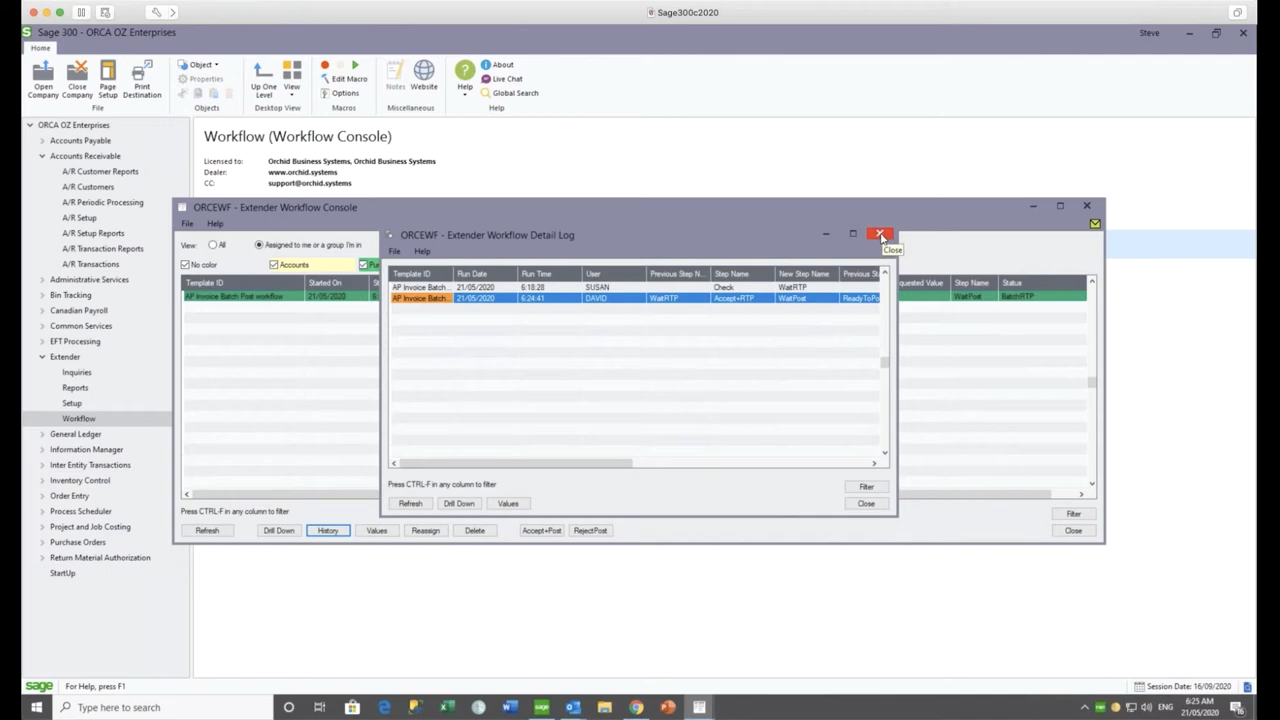 Sage300c2020
Sage 300 - ORCA OZ Enterprises
Steve
Home
Open Company
Close Company
Page Setup
Print Destination
File
Object
Properties
Objects
Up One Level
View
Desktop View
Edit Macro
Options
Macros
Notes
Website
Miscellaneous
Help
About
Live Chat
Global Search
Help
ORCA OZ Enterprises
Accounts Payable
Accounts Receivable
A/R Customer Reports
A/R Customers
A/R Periodic Processing
A/R Setup
A/R Setup Reports
A/R Transaction Reports
A/R Transactions
Administrative Services
Bin Tracking
Canadian Payroll
Common Services
EFT Processing
Extender
Inquiries
Reports
Setup
Workflow
General Ledger
Information Manager
Inter Entity Transactions
Inventory Control
Order Entry
Process Scheduler
Project and Job Costing
Purchase Orders
Return Material Authorization
StartUp
Workflow (Workflow Console)
Licensed to: Orchid Business Systems, Orchid Business Systems
Dealer: www.orchid.systems
CC: support@orchid.systems
ORCEWF - Extender Workflow Console
File Help
View: All Assigned to me or a group I'm in
No color Accounts
Template ID Started On
AP Invoice Batch Post workflow 21/05/2020
quested Value Step Name Status
WaitPost BatchRTP
Press CTRL-F in any column to filter
Filter
Refresh Drill Down History Values Reassign Delete Accept+Post RejectPost Close
ORCEWF - Extender Workflow Detail Log
Close
File Help
Template ID Run Date Run Time User Previous Step N... Step Name New Step Name Previous St
AP Invoice Batch... 21/05/2020 6:18:28 SUSAN Check WaitRTP
AP Invoice Batch... 21/05/2020 6:24:41 DAVID WaitRTP Accept+RTP WaitPost ReadyToPo
Press CTRL-F in any column to filter
Filter
Refresh Drill Down Values Close
sage
For Help, press F1
Session Date: 16/09/2020
Type here to search
6:25 AM
21/05/2020